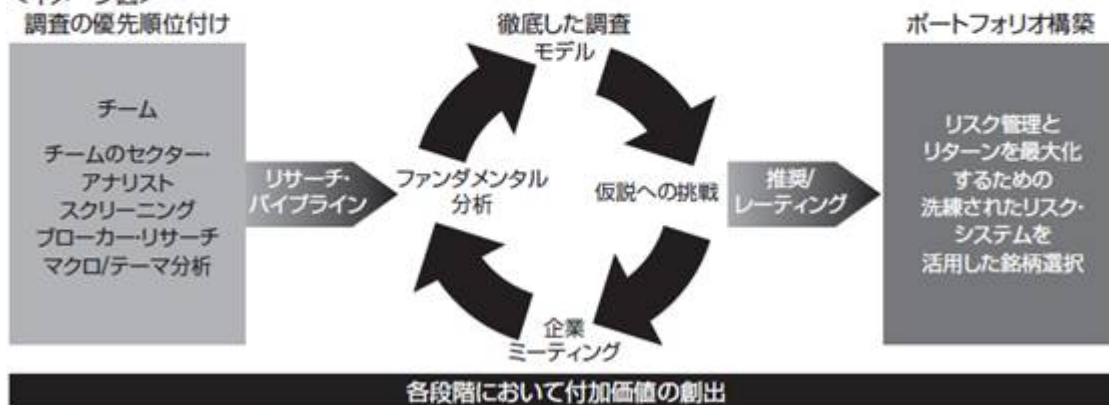 <イメージ図>
調査の優先順位付け
チーム
チームのセクター・
アナリスト
スクリーニング
ブローカー・リサーチ
マクロ/テーマ分析
リサーチ・
パイプライン
徹底した調査
モデル
ファンダメンタル
分析
仮説への挑戦
企業
ミーティング
推奨/
レーティング
ポートフォリオ構築
リスク管理と
リターンを最大化
するための
洗練されたリスク・
システムを
活用した銘柄選択
各段階において付加価値の創出